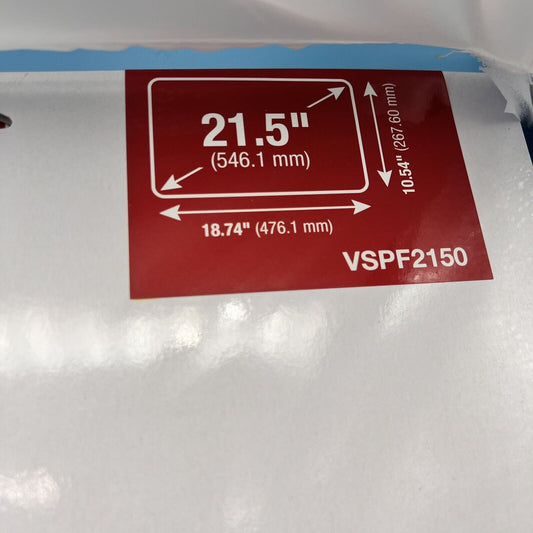 21.5"
(546.1 mm)
10.54" (267.60 mm)
18.74" (476.1 mm)
VSPF2150